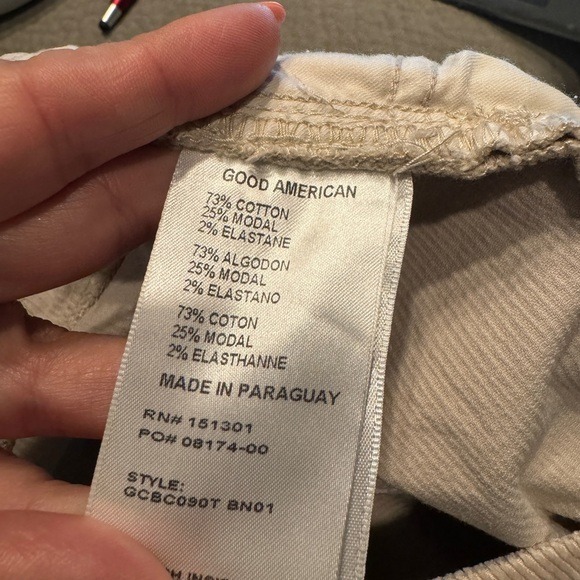 GOOD AMERICAN
73% COTTON
25% MODAL
2% ELASTANE
73% ALGODON
25% MODAL
2% ELASTANO
73% COTON
25% MODAL
2% ELASTHANNE
MADE IN PARAGUAY
RN# 151301
PO# 08174-00
STYLE:
GCBC090T BN01